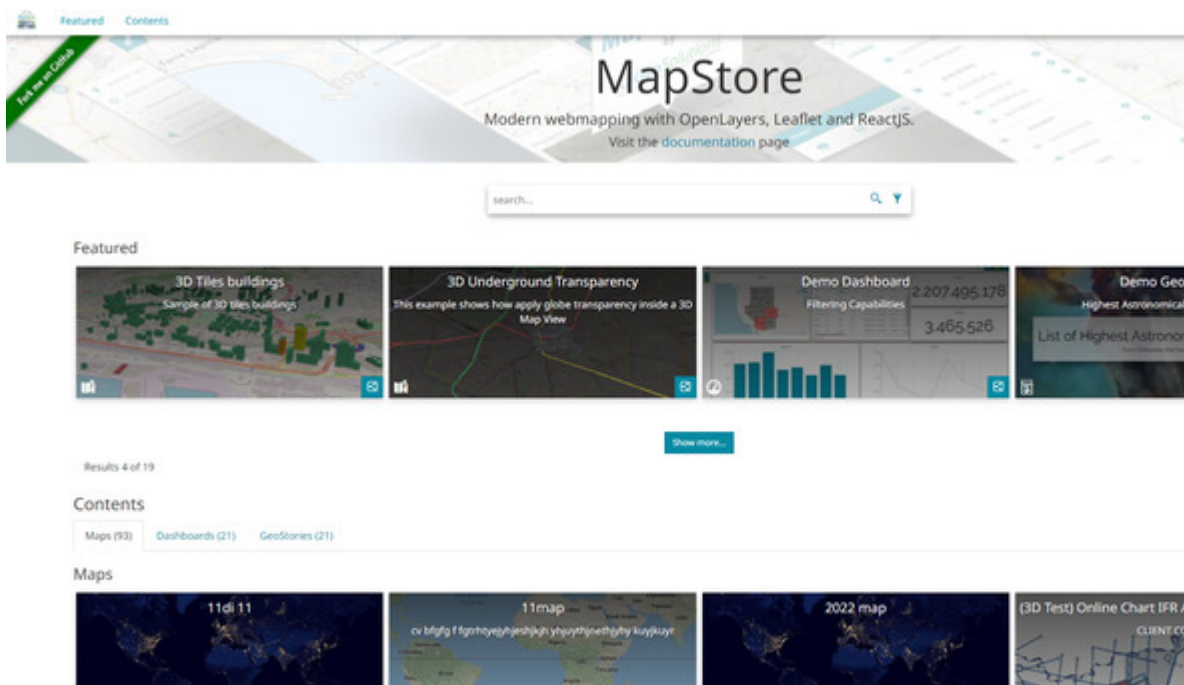 Featured Contents
Fork me on GitHub
MapStore
Modern webmapping with OpenLayers, Leaflet and ReactJS.
Visit the documentation page
search...
Featured
3D Tiles buildings
Sample of 3D tiles buildings
3D Underground Transparency
This example shows how apply globe transparency inside a 3D
Map View
Demo Dashboard
Filtering Capabilities
2.207.495.178
3.465.526
Demo Geo
Highest Astronomical
List of Highest Astronor
Show more...
Results 4 of 19
Contents
Maps (93) Dashboards (21) GeoStories (21)
Maps
11di 11
11map
cv bfgfg f fgtrhtyejyhjeshjkjh yhjuythjnethjyhy kuyjkuyr
2022 map
(3D Test) Online Chart IFR A
CLIENT CO